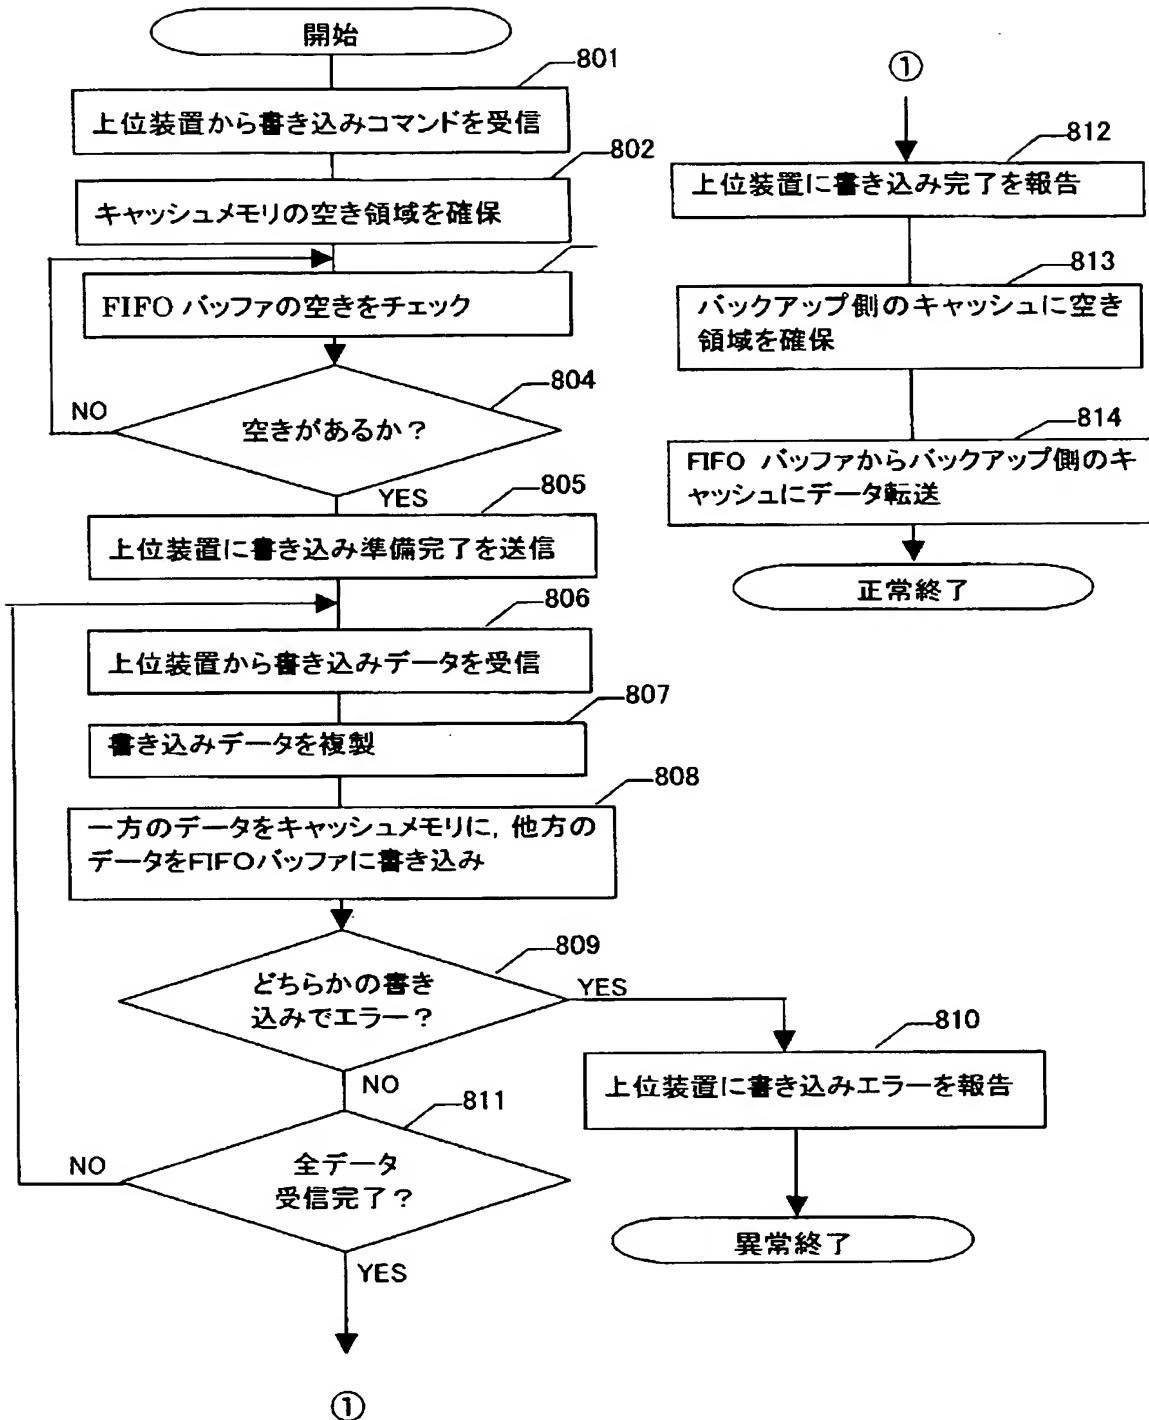 開始
801
上位装置から書き込みコマンドを受信
802
キャッシュメモリの空き領域を確保
FIFO バッファの空きをチェック
804
空きがあるか？
NO
YES
805
上位装置に書き込み準備完了を送信
806
上位装置から書き込みデータを受信
807
書き込みデータを複製
808
一方のデータをキャッシュメモリに，他方の
データをFIFOバッファに書き込み
809
どちらかの書き
込みでエラー？
YES
NO
810
上位装置に書き込みエラーを報告
異常終了
811
全データ
受信完了？
NO
YES
①
①
812
上位装置に書き込み完了を報告
813
バックアップ側のキャッシュに空き
領域を確保
814
FIFO バッファからバックアップ側のキ
ャッシュにデータ転送
正常終了